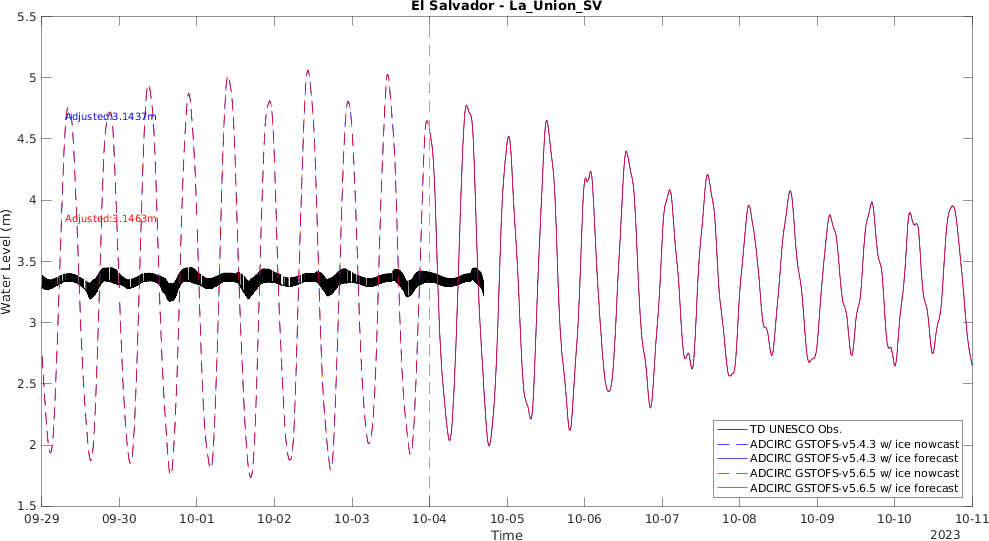 El Salvador - La_Union_SV
5.5
5
4.5
4
3.5
3
2.5
2
1.5
Water Level (m)
Adjusted:3.1437m
Adjusted:3.1463m
TD UNESCO Obs.
ADCIRC GSTOFS-v5.4.3 w/ ice nowcast
ADCIRC GSTOFS-v5.4.3 w/ ice forecast
ADCIRC GSTOFS-v5.6.5 w/ ice nowcast
ADCIRC GSTOFS-v5.6.5 w/ ice forecast
09-29 09-30 10-01 10-02 10-03 10-04 10-05 10-06 10-07 10-08 10-09 10-10 10-11
Time
2023